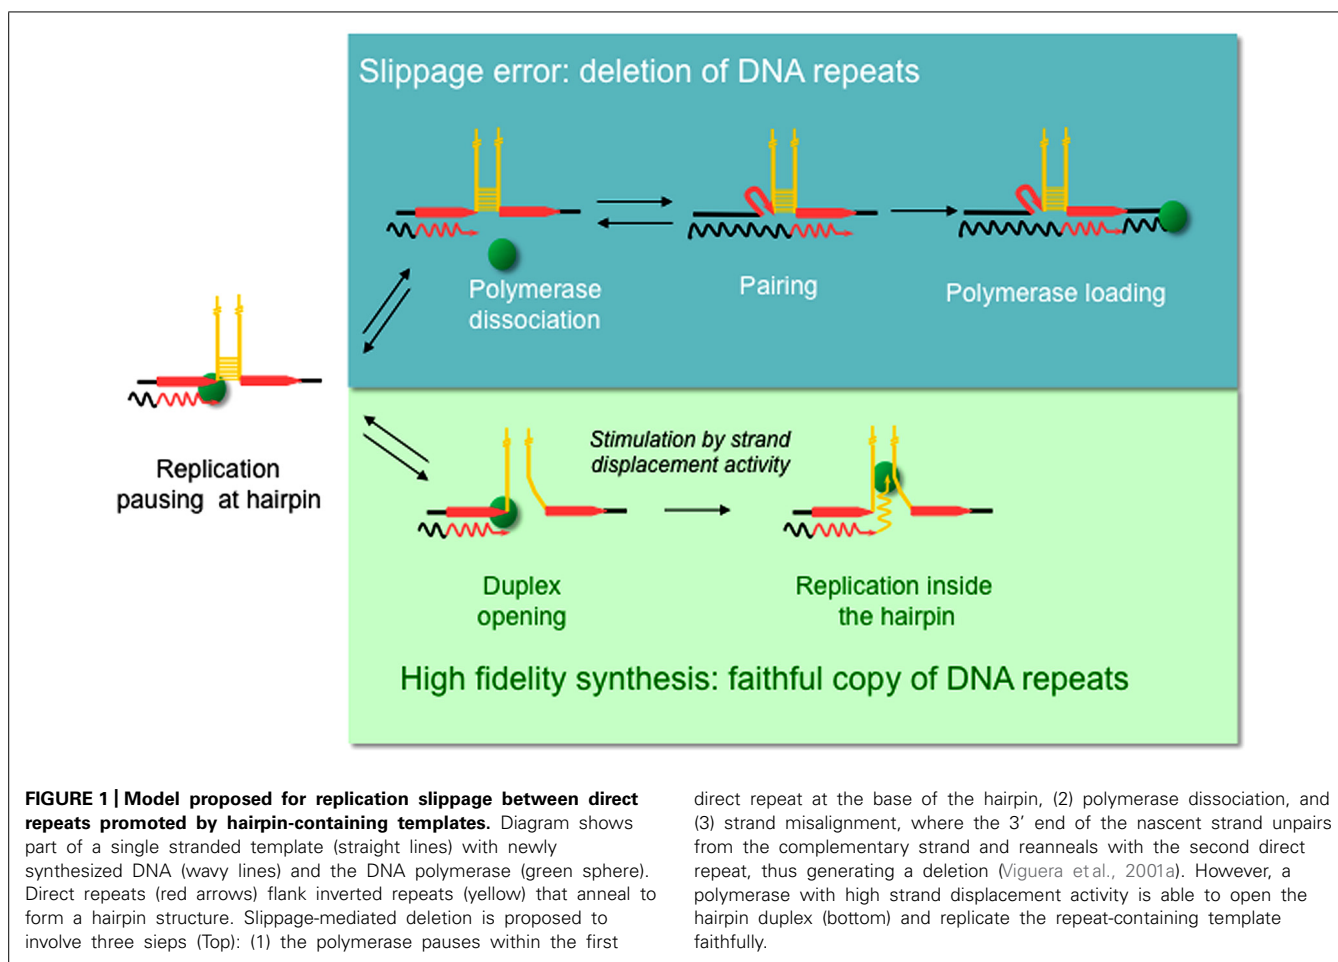 Slippage error: deletion of DNA repeats
Polymerase
dissociation
Pairing
Polymerase loading
Replication
pausing at hairpin
Stimulation by strand
displacement activity
Duplex
opening
Replication inside
the hairpin
High fidelity synthesis: faithful copy of DNA repeats
FIGURE 1 | Model proposed for replication slippage between direct
repeats promoted by hairpin-containing templates. Diagram shows
part of a single stranded template (straight lines) with newly
synthesized DNA (wavy lines) and the DNA polymerase (green sphere).
Direct repeats (red arrows) flank inverted repeats (yellow) that anneal to
form a hairpin structure. Slippage-mediated deletion is proposed to
involve three sieps (Top): (1) the polymerase pauses within the first
direct repeat at the base of the hairpin, (2) polymerase dissociation, and
(3) strand misalignment, where the 3′ end of the nascent strand unpairs
from the complementary strand and reanneals with the second direct
repeat, thus generating a deletion (Viguera et al., 2001a). However, a
polymerase with high strand displacement activity is able to open the
hairpin duplex (bottom) and replicate the repeat-containing template
faithfully.